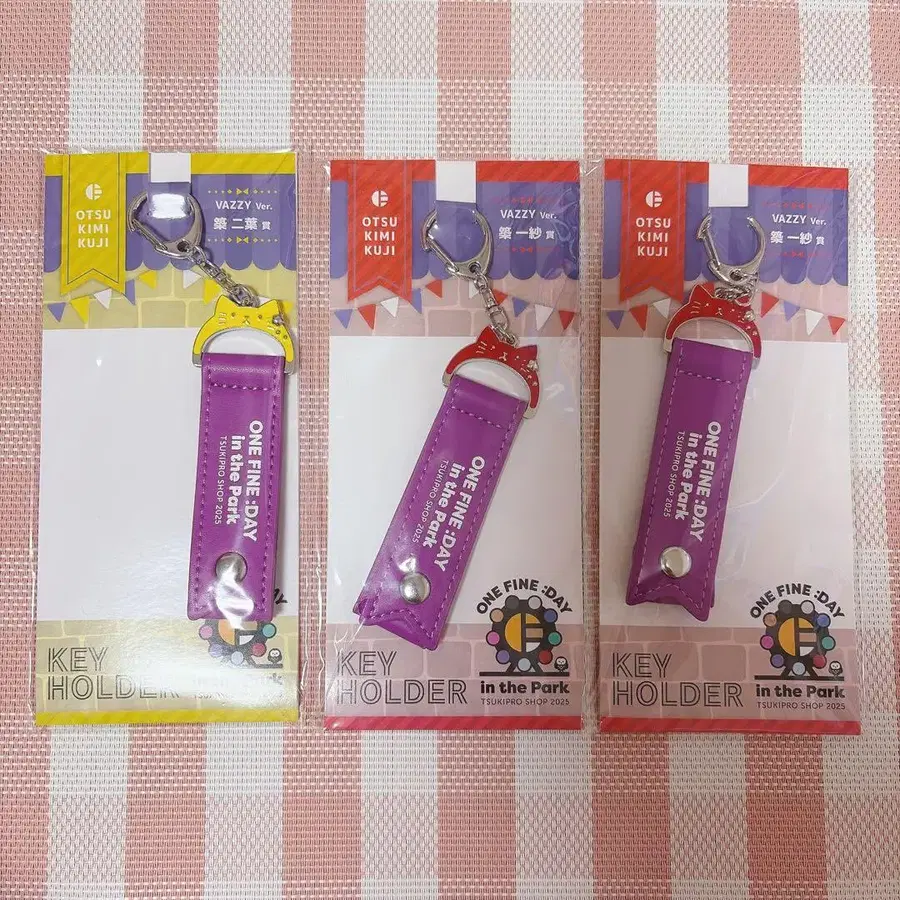 OTSU
KIMI
KUJI
VAZZY Ver.
築 二葉 賞
ONE FINE :DAY
in the Park
TSUKIPRO SHOP 2025
KEY
HOLDER
DAY
Park
OTSU
KIMI
KUJI
VAZZY Ver.
築 一紗 賞
ONE FINE :DAY
in the Park
TSUKIPRO SHOP 2025
KEY
HOLDER
ONE FINE :DAY
in the Park
TSUKIPRO SHOP 2025
OTSU
KIMI
KUJI
VAZZY Ver.
築 一紗 賞
ONE FINE :DAY
in the Park
TSUKIPRO SHOP 2025
KEY
HOLDER
ONE FINE :DAY
in the Park
TSUKIPRO SHOP 2025